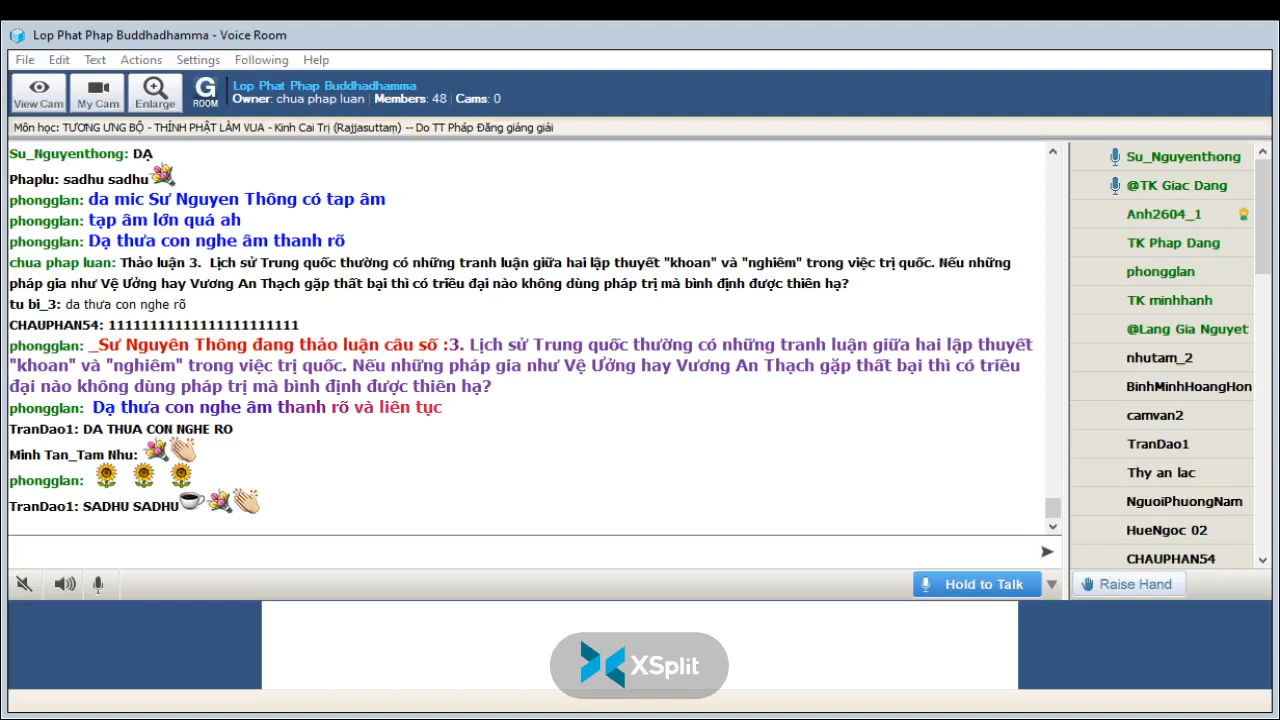 Lop Phat Phap Buddhadhamma - Voice Room
File Edit Text Actions Settings Following Help
View Cam My Cam Enlarge G ROOM
Lop Phat Phap Buddhadhamma
Owner: chua phap luan | Members: 48 | Cams: 0
Môn học: TƯƠNG ƯNG BỘ - THỈNH PHẬT LÀM VUA - Kinh Cai Trị (Rajjasuttaṃ) -- Do TT Pháp Đăng giảng giải
Su_Nguyenthong: DẠ
Phaplu: sadhu sadhu
phongglan: da mic Sư Nguyen Thông có tap âm
phongglan: tạp âm lớn quá ah
phongglan: Dạ thưa con nghe âm thanh rõ
chua phap luan: Thảo luận 3. Lịch sử Trung quốc thường có những tranh luận giữa hai lập thuyết "khoan" và "nghiêm" trong việc trị quốc. Nếu những
pháp gia như Vệ Ưởng hay Vương An Thạch gặp thất bại thì có triều đại nào không dùng pháp trị mà bình định được thiên hạ?
tu bi_3: da thưa con nghe rõ
CHAUPHAN54: 11111111111111111111111
phongglan: _Sư Nguyên Thông đang thảo luận câu số :3. Lịch sử Trung quốc thường có những tranh luận giữa hai lập thuyết
"khoan" và "nghiêm" trong việc trị quốc. Nếu những pháp gia như Vệ Ưởng hay Vương An Thạch gặp thất bại thì có triều
đại nào không dùng pháp trị mà bình định được thiên hạ?
phongglan: Dạ thưa con nghe âm thanh rõ và liên tục
TranDao1: DA THUA CON NGHE RO
Minh Tan_Tam Nhu:
phongglan:
TranDao1: SADHU SADHU
Su_Nguyenthong
@TK Giac Dang
Anh2604_1
TK Phap Dang
phongglan
TK minhhanh
@Lang Gia Nguyet
nhutam_2
BinhMinhHoangHon
camvan2
TranDao1
Thy an lac
NguoiPhuongNam
HueNgoc 02
CHAUPHAN54
Hold to Talk
Raise Hand
XSplit